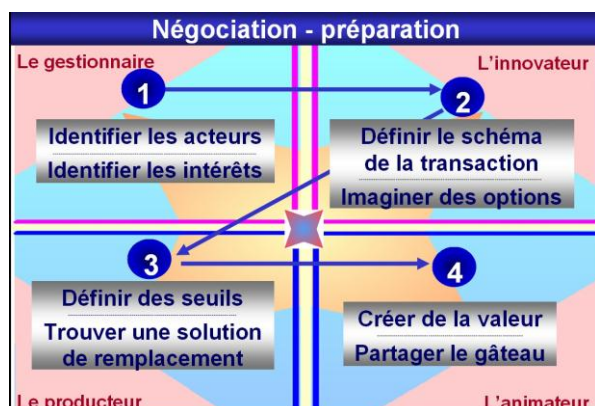 Négociation - préparation
Le gestionnaire
L'innovateur
1
2
Identifier les acteurs
Identifier les intérêts
Définir le schéma
de la transaction
Imaginer des options
3
4
Définir des seuils
Trouver une solution
de remplacement
Créer de la valeur
Partager le gâteau
Le producteur
L'animateur